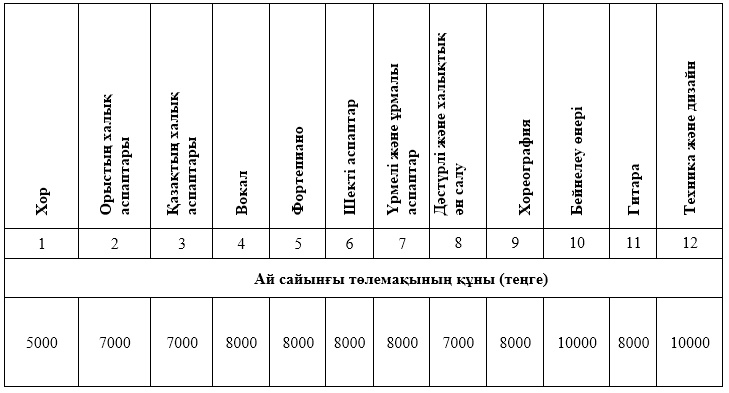 Хор
Орыстың халық
аспаптары
Қазақтың халық
аспаптары
Вокал
Фортепиано
Шекті аспаптар
Үрмелі және ұрмалы
аспаптар
Дәстүрлі және халықтық
ән салу
Хореография
Бейнелеу өнері
Гитара
Техника және дизайн
1 2 3 4 5 6 7 8 9 10 11 12
Ай сайынғы төлемақының құны (теңге)
5000 7000 7000 8000 8000 8000 8000 7000 8000 10000 8000 10000